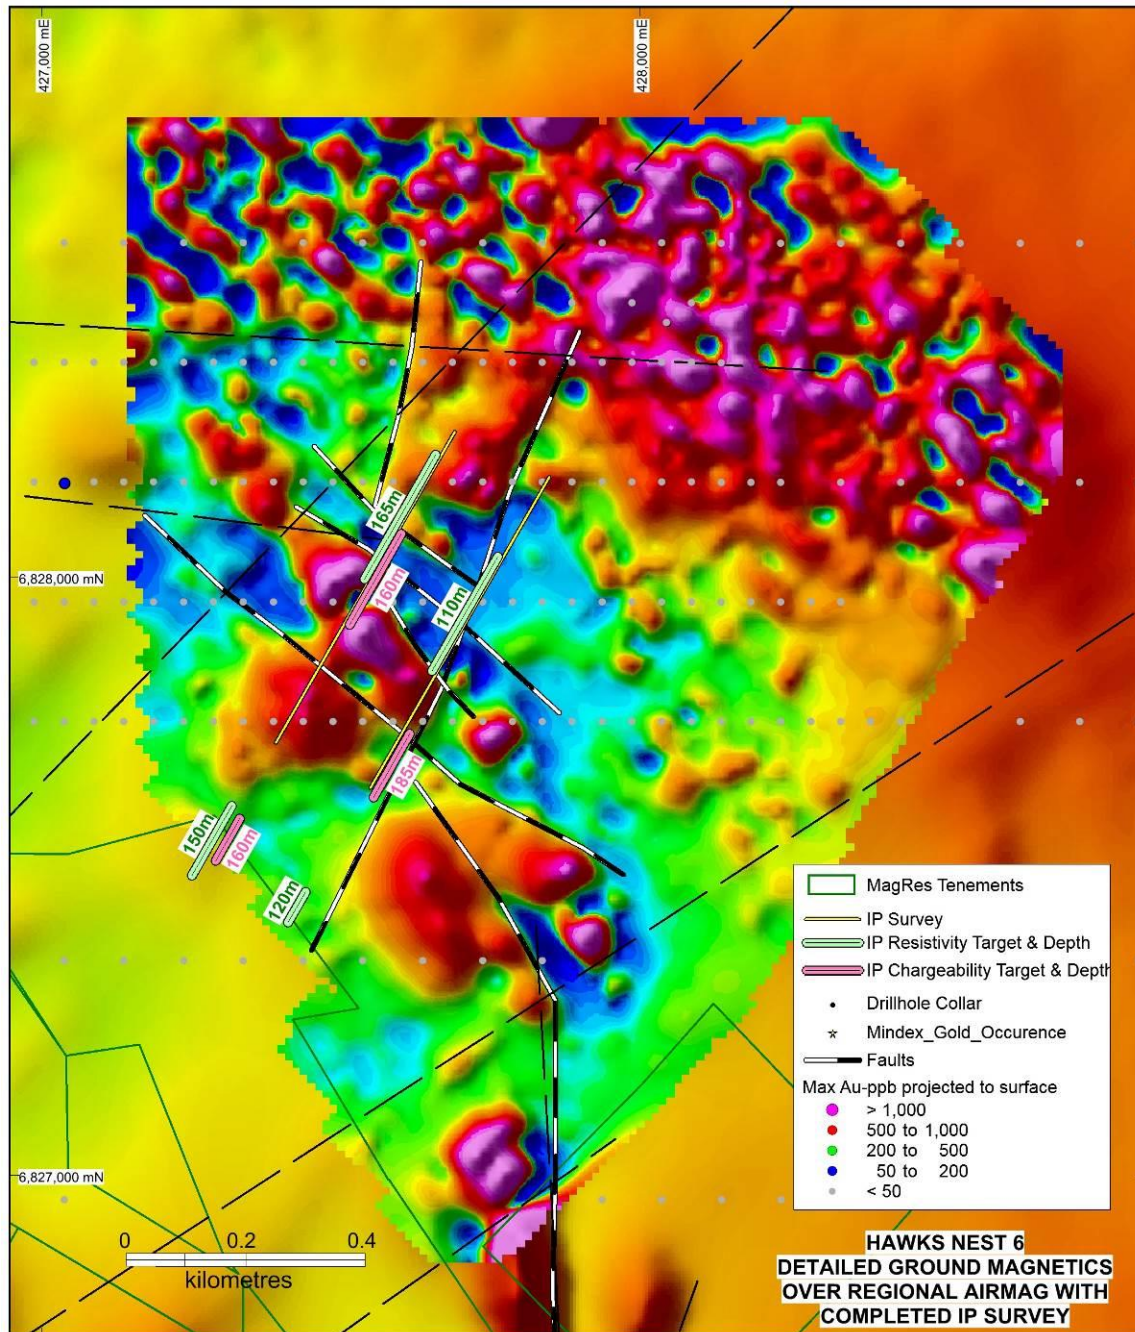 427,000 mE
428,000 mE
165m
160m
110m
6,828,000 mN
185m
150m
160m
120m
MagRes Tenements
IP Survey
IP Resistivity Target & Depth
IP Chargeability Target & Depth
Drillhole Collar
Mindex_Gold_Occurence
Faults
Max Au-ppb projected to surface
> 1,000
500 to 1,000
200 to 500
50 to 200
< 50
6,827,000 mN
0 0.2 0.4
kilometres
HAWKS NEST 6
DETAILED GROUND MAGNETICS
OVER REGIONAL AIRMAG WITH
COMPLETED IP SURVEY